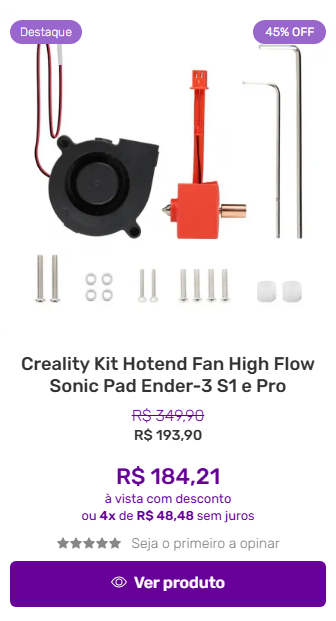 Destaque
45% OFF
Creality Kit Hotend Fan High Flow
Sonic Pad Ender-3 S1 e Pro
R$ 349,90
R$ 193,90
R$ 184,21
à vista com desconto
ou 4x de R$ 48,48 sem juros
Seja o primeiro a opinar
Ver produto